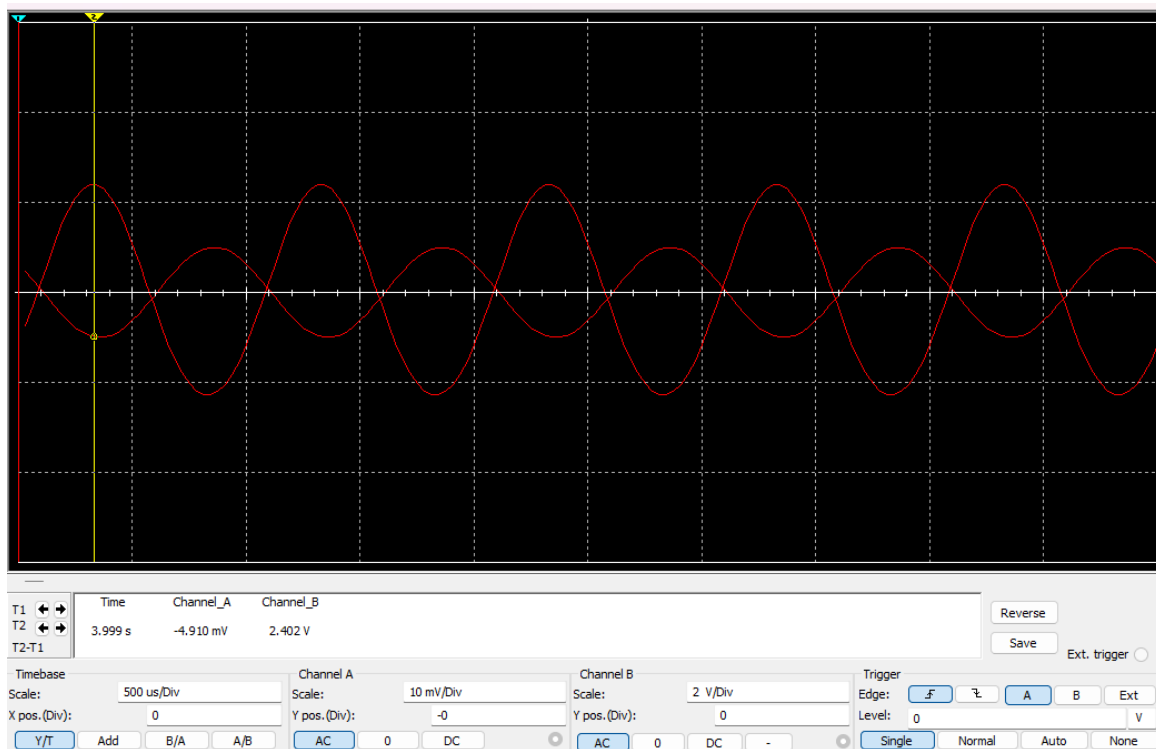 1 2
T1
T2
T2-T1
Time Channel_A Channel_B
3.999 s -4.910 mV 2.402 V
Reverse
Save
Ext. trigger
Timebase
Scale: 500 us/Div
X pos.(Div): 0
Y/T Add B/A A/B
Channel A
Scale: 10 mV/Div
Y pos.(Div): -0
AC 0 DC
Channel B
Scale: 2 V/Div
Y pos.(Div): 0
AC 0 DC -
Trigger
Edge: A B Ext
Level: 0 V
Single Normal Auto None